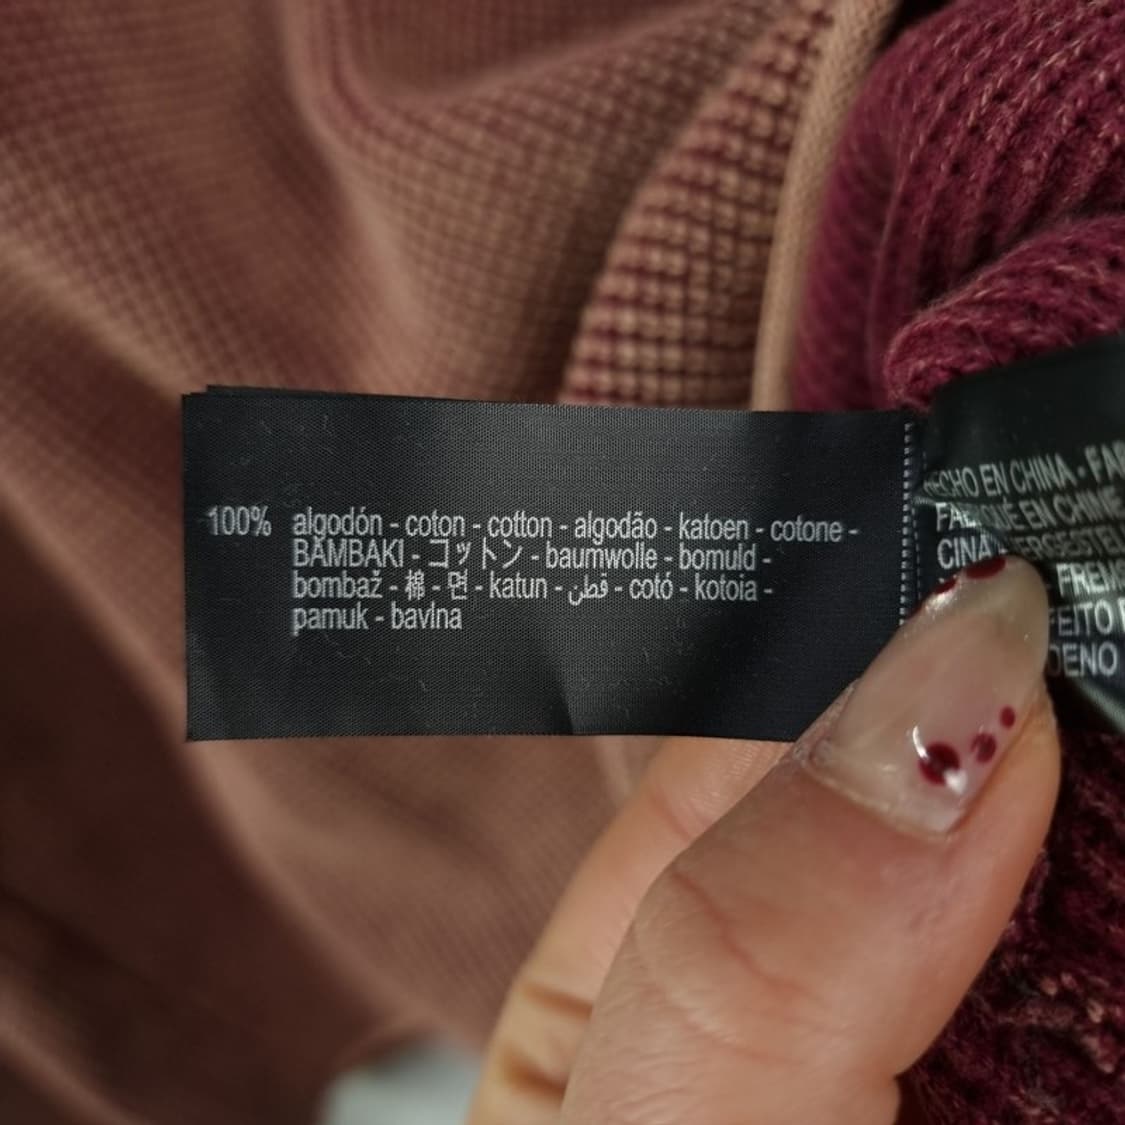 100% algodón - coton - cotton - algodão - katoen - cotone -
BAMBAKI - コットン - baumwolle - bomuld -
bombaž - 棉 - 면 - katun - قطن - cotó - kotoia -
pamuk - bavlna
HECHO EN CHINA - FAB
FABRIQUÉ EN CHINE
CINA
FREMS
FEITO